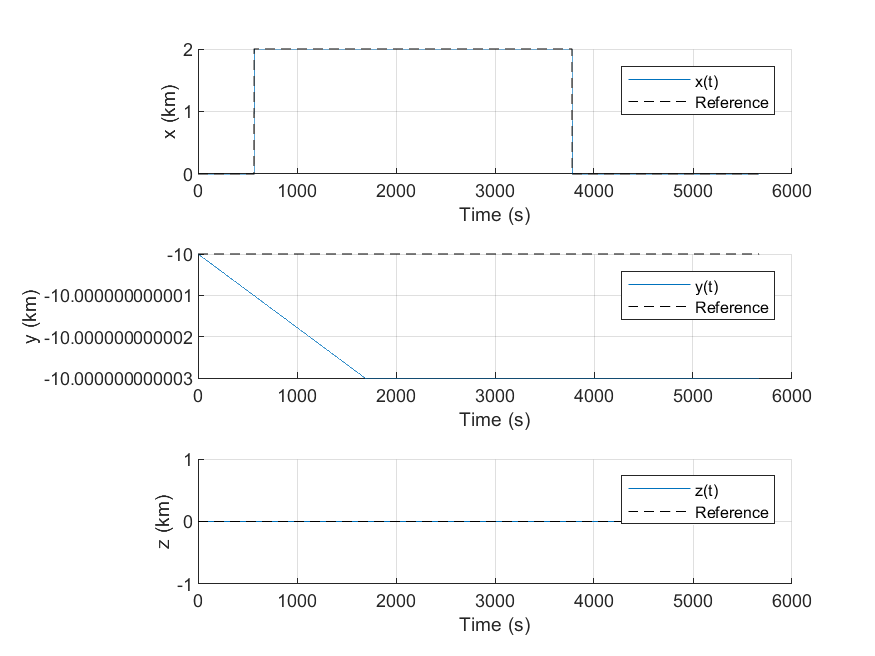 x (km)
2
1
0
x(t)
Reference
0 1000 2000 3000 4000 5000 6000
Time (s)
y (km)
-10
-10.000000000001
-10.000000000002
-10.000000000003
y(t)
Reference
0 1000 2000 3000 4000 5000 6000
Time (s)
z (km)
1
0
-1
z(t)
Reference
0 1000 2000 3000 4000 5000 6000
Time (s)